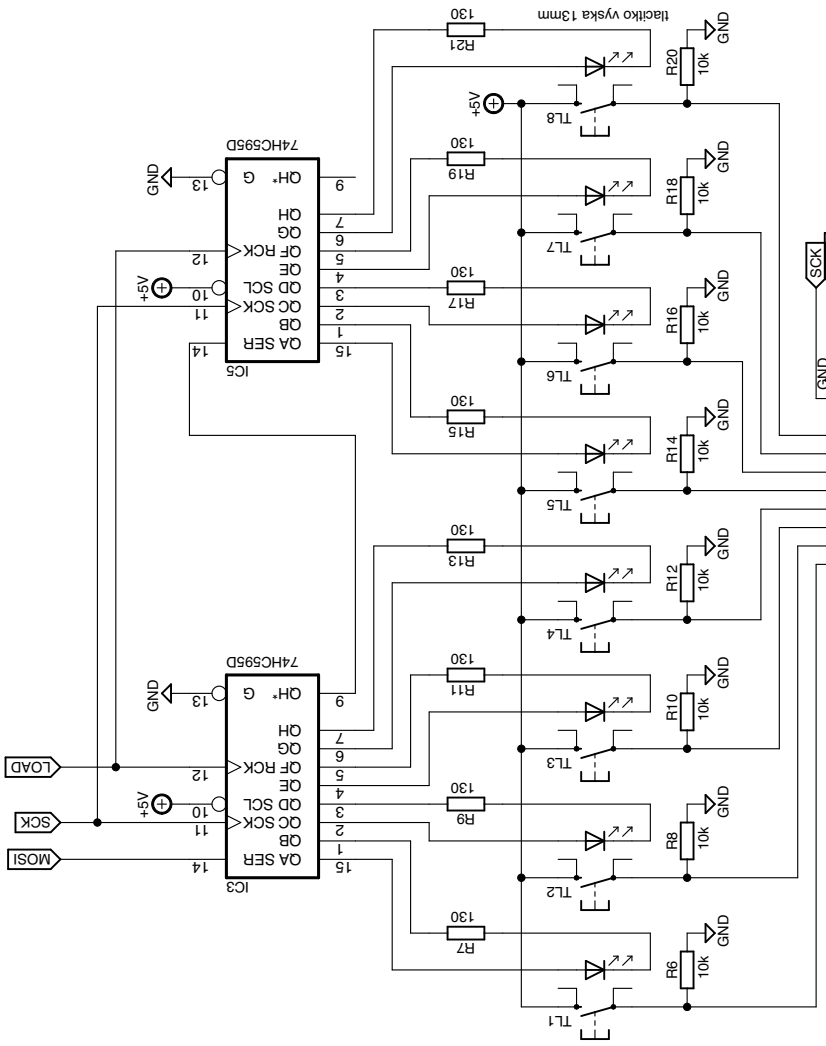 tlacitko vyska 13mm
130
R21
GND
R20
10k
TL8
+5V
74HC595D
GND
13
G
QH*
9
QH
7
QG
6
12
RCK
QF
5
QE
4
+5V
10
SCL
QD
3
11
SCK
QC
2
QB
1
14
SER
QA
15
IC5
130
R19
GND
R18
10k
TL7
130
R17
GND
R16
10k
TL6
SCK
GND
130
R15
GND
R14
10k
TL5
130
R13
GND
R12
10k
TL4
74HC595D
GND
13
G
QH*
9
QH
7
QG
6
LOAD
12
RCK
QF
5
QE
4
+5V
10
SCL
QD
3
SCK
11
SCK
QC
2
QB
1
MOSI
14
SER
QA
15
IC3
130
R11
GND
R10
10k
TL3
130
R9
GND
R8
10k
TL2
130
R7
GND
R6
10k
TL1